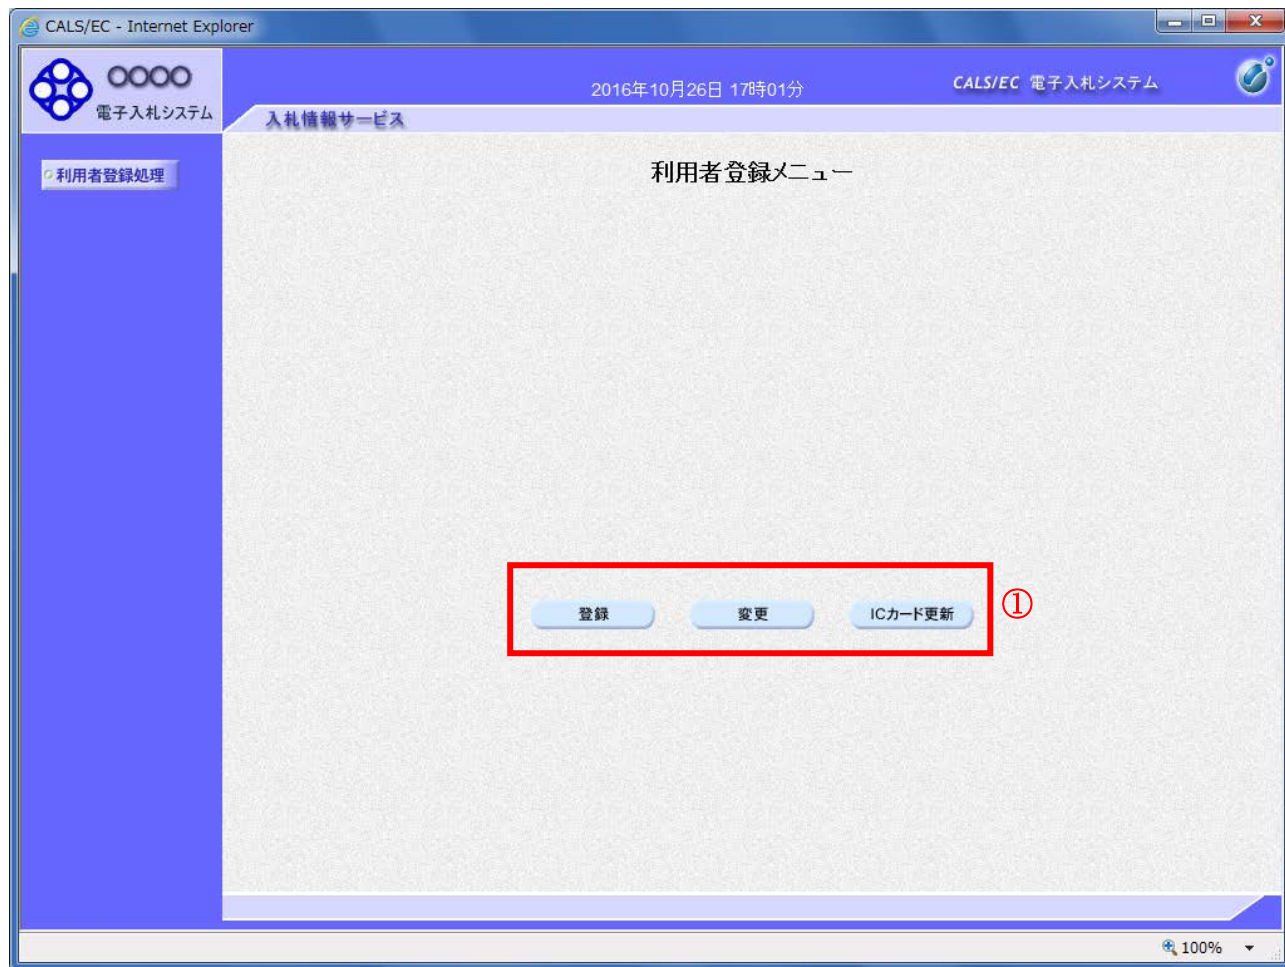 CALS/EC - Internet Explorer
○○○○
電子入札システム
2016年10月26日 17時01分
CALS/EC 電子入札システム
入札情報サービス
利用者登録処理
利用者登録メニュー
登録
変更
ICカード更新
①
100%